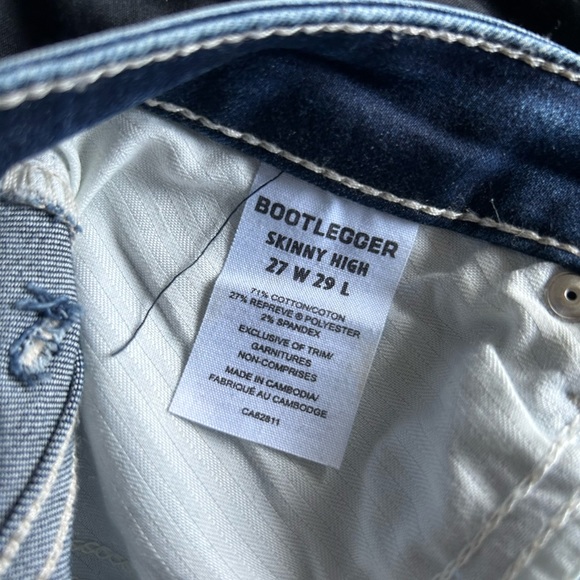 BOOTLEGGER
SKINNY HIGH
27 W 29 L
71% COTTON/COTON
27% REPREVE ® POLYESTER
2% SPANDEX
EXCLUSIVE OF TRIM/
GARNITURES
NON-COMPRISES
MADE IN CAMBODIA/
FABRIQUÉ AU CAMBODGE
CA62811